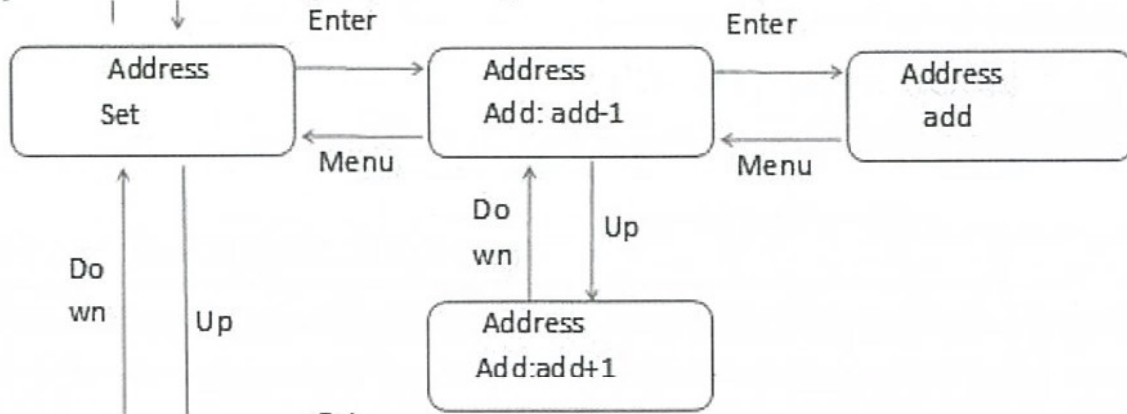 Enter
Enter
Address
Set
Address
Add: add-1
Address
add
Menu
Menu
Do
wn
Up
Do
wn
Up
Address
Add:add+1